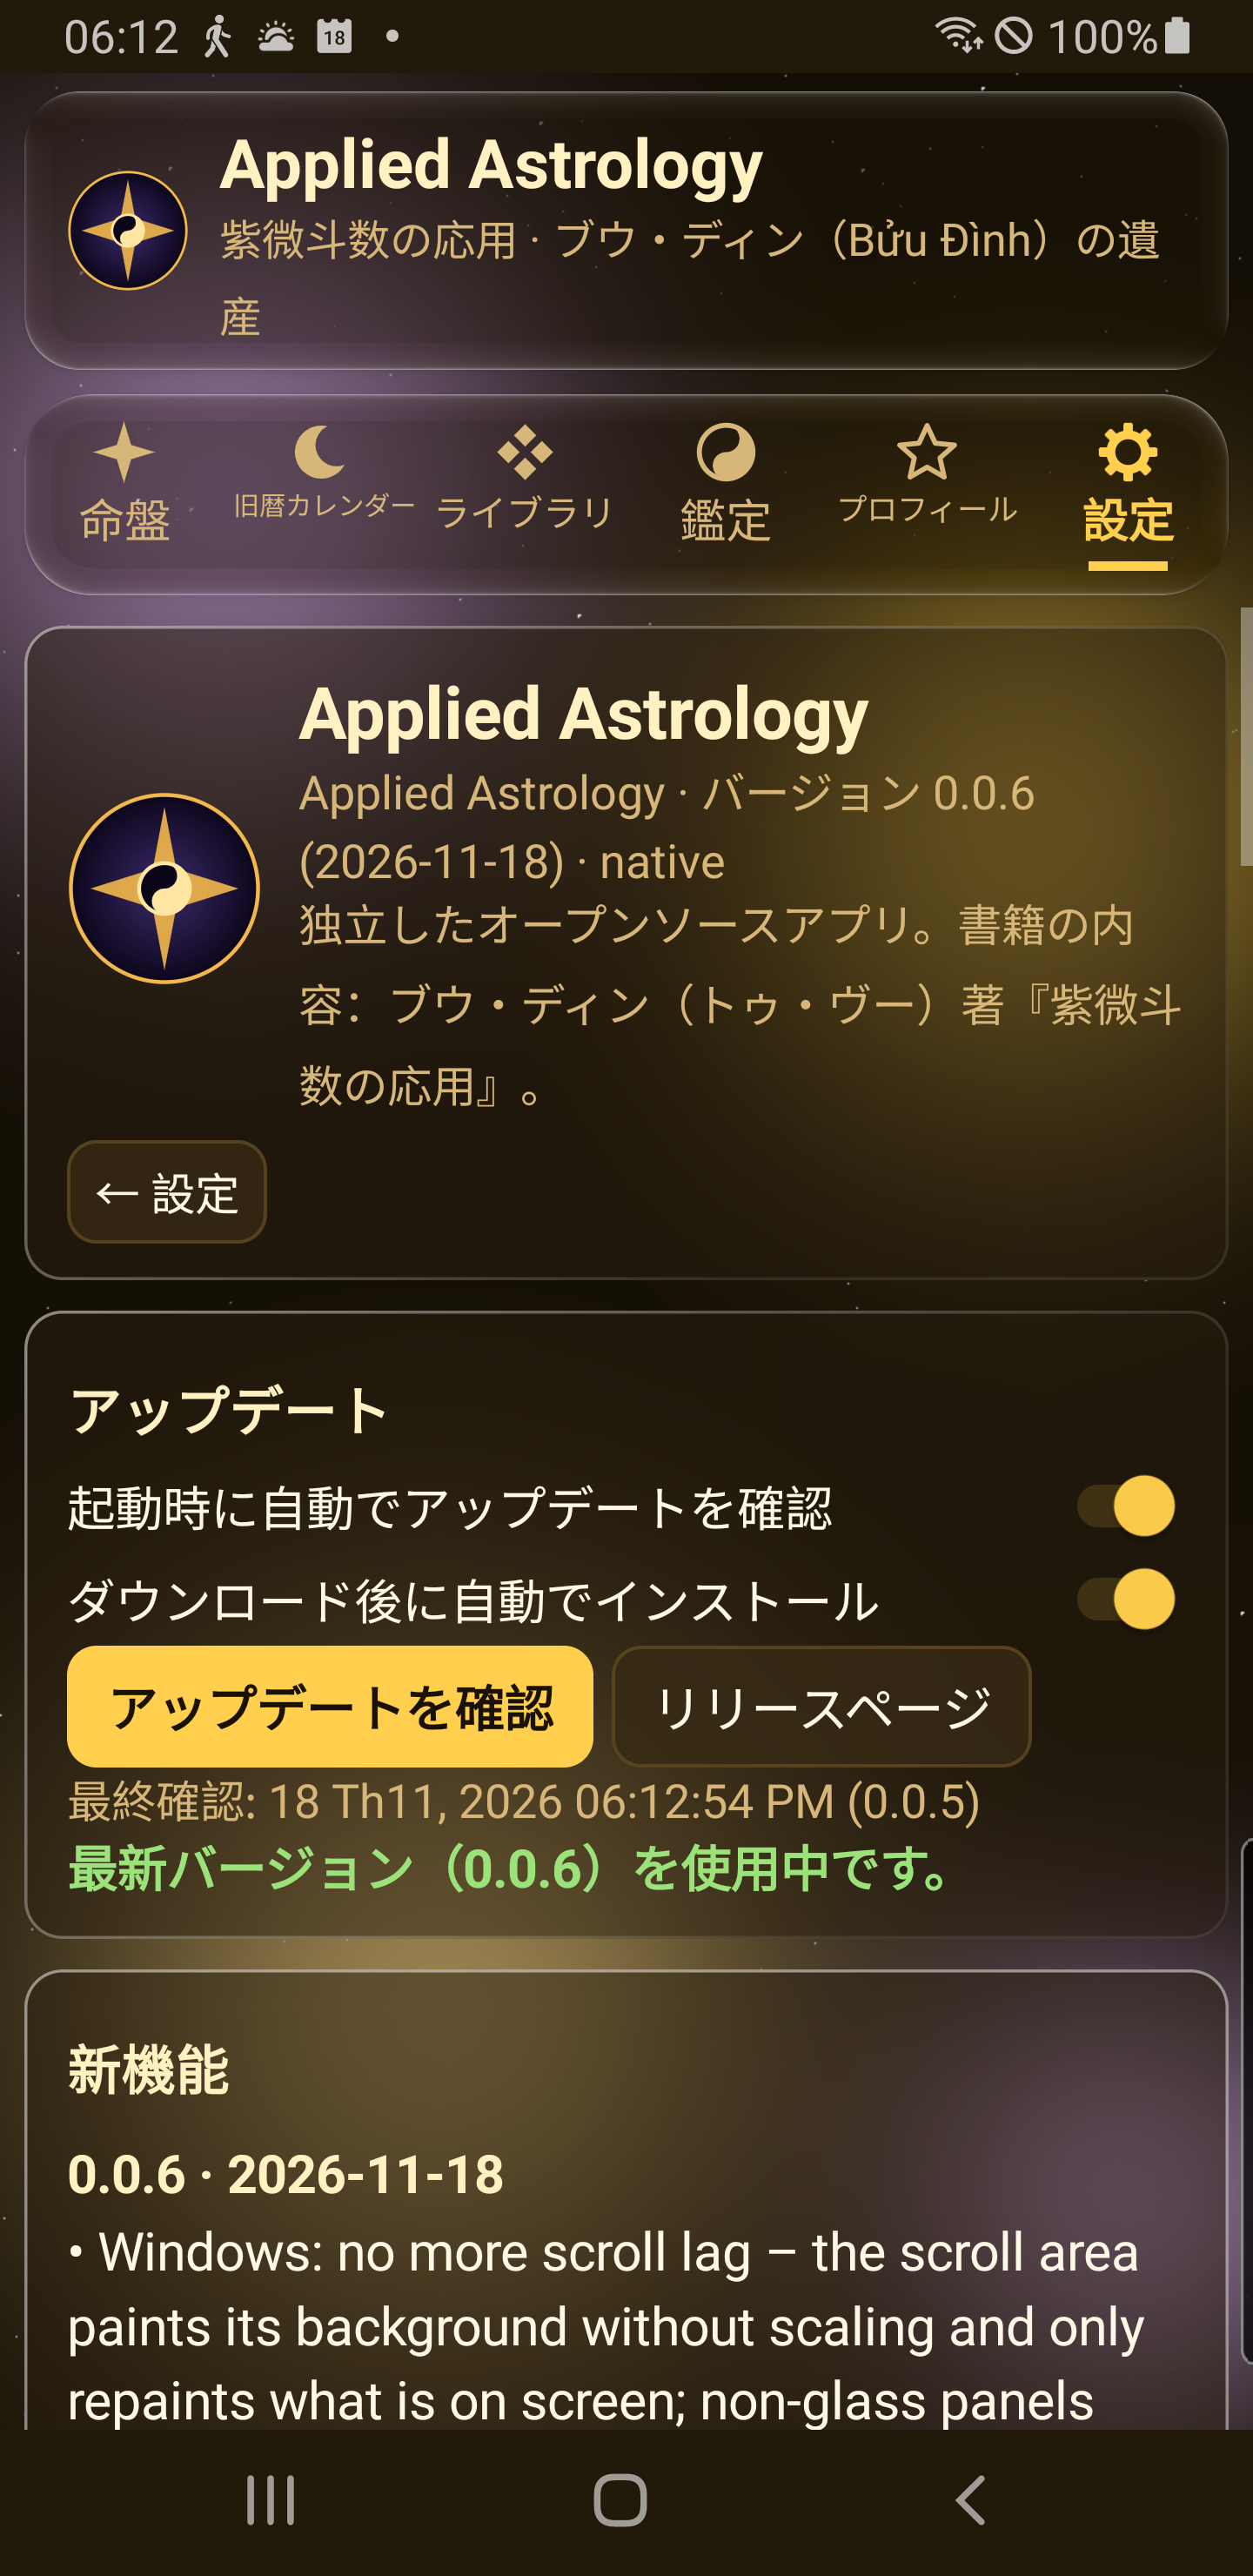 06:12
18
100%
Applied Astrology
紫微斗数の応用 · ブウ・ディン（Bửu Đình）の遺
産
命盤
旧暦カレンダー
ライブラリ
鑑定
プロフィール
設定
Applied Astrology
Applied Astrology · バージョン 0.0.6
(2026-11-18) · native
独立したオープンソースアプリ。書籍の内
容：ブウ・ディン（トゥ・ヴー）著『紫微斗
数の応用』。
← 設定
アップデート
起動時に自動でアップデートを確認
ダウンロード後に自動でインストール
アップデートを確認
リリースページ
最終確認: 18 Th11, 2026 06:12:54 PM (0.0.5)
最新バージョン（0.0.6）を使用中です。
新機能
0.0.6 · 2026-11-18
• Windows: no more scroll lag – the scroll area
paints its background without scaling and only
repaints what is on screen; non-glass panels